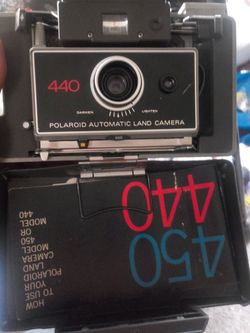 440
DARKEN LIGHTEN
POLAROID AUTOMATIC LAND CAMERA
450
440
HOW
TO USE
YOUR
POLAROID
LAND
CAMERA
MODEL
450
OR
MODEL
440